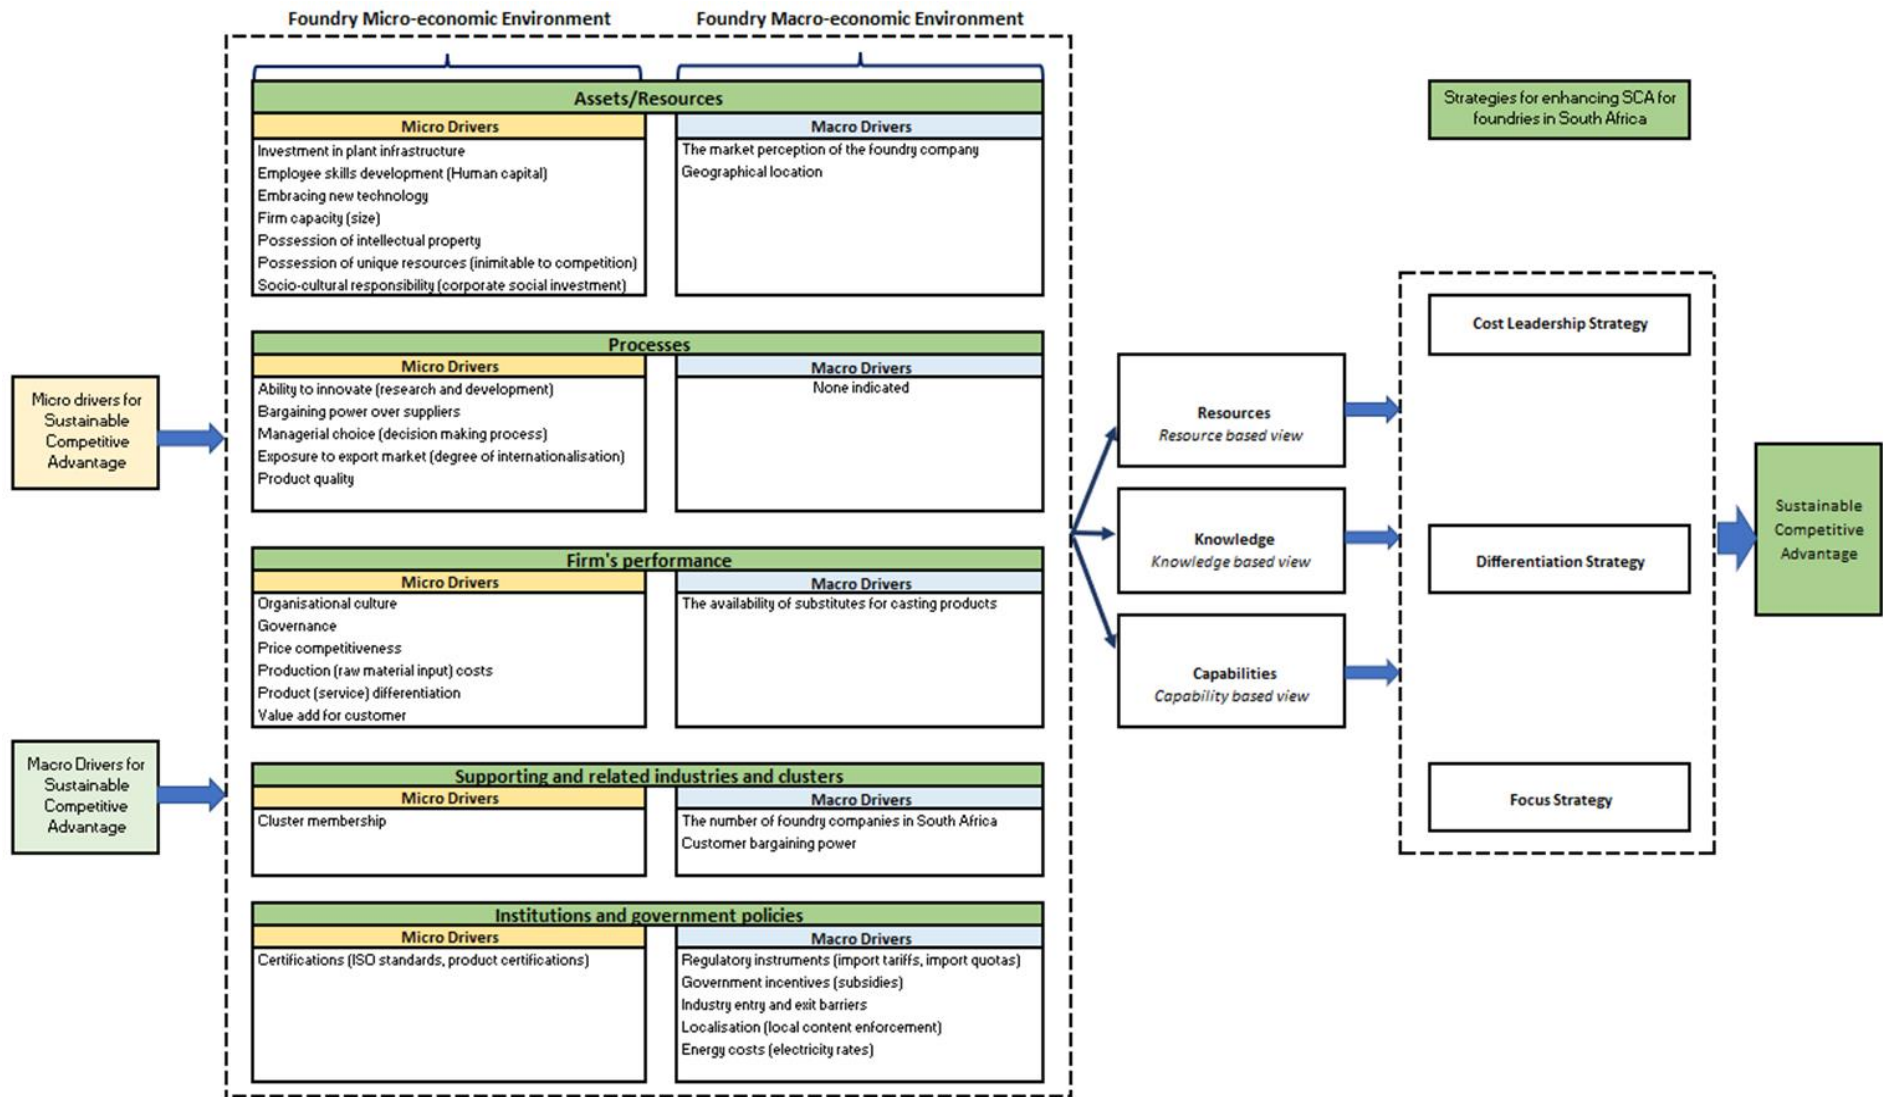 Foundry Micro-economic Environment
Foundry Macro-economic Environment
Assets/Resources
Micro Drivers
Investment in plant infrastructure
Employee skills development (Human capital)
Embracing new technology
Firm capacity (size)
Possession of intellectual property
Possession of unique resources (inimitable to competition)
Socio-cultural responsibility (corporate social investment)
Macro Drivers
The market perception of the foundry company
Geographical location
Processes
Micro Drivers
Ability to innovate (research and development)
Bargaining power over suppliers
Managerial choice (decision making process)
Exposure to export market (degree of internationalisation)
Product quality
Macro Drivers
None indicated
Firm's performance
Micro Drivers
Organisational culture
Governance
Price competitiveness
Production (raw material input) costs
Product (service) differentiation
Value add for customer
Macro Drivers
The availability of substitutes for casting products
Supporting and related industries and clusters
Micro Drivers
Cluster membership
Macro Drivers
The number of foundry companies in South Africa
Customer bargaining power
Institutions and government policies
Micro Drivers
Certifications (ISO standards, product certifications)
Macro Drivers
Regulatory instruments (import tariffs, import quotas)
Government incentives (subsidies)
Industry entry and exit barriers
Localisation (local content enforcement)
Energy costs (electricity rates)
Micro drivers for
Sustainable
Competitive
Advantage
Macro Drivers for
Sustainable
Competitive
Advantage
Resources
Resource based view
Knowledge
Knowledge based view
Capabilities
Capability based view
Strategies for enhancing SCA for
foundries in South Africa
Cost Leadership Strategy
Differentiation Strategy
Focus Strategy
Sustainable
Competitive
Advantage